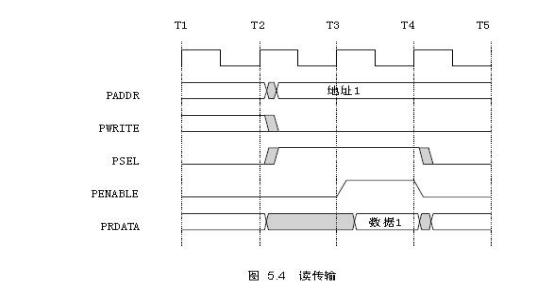 T1 T2 T3 T4 T5
PADDR 地址1
PWRITE
PSEL
PENABLE
PRDATA 数据1
图 5.4 读传输